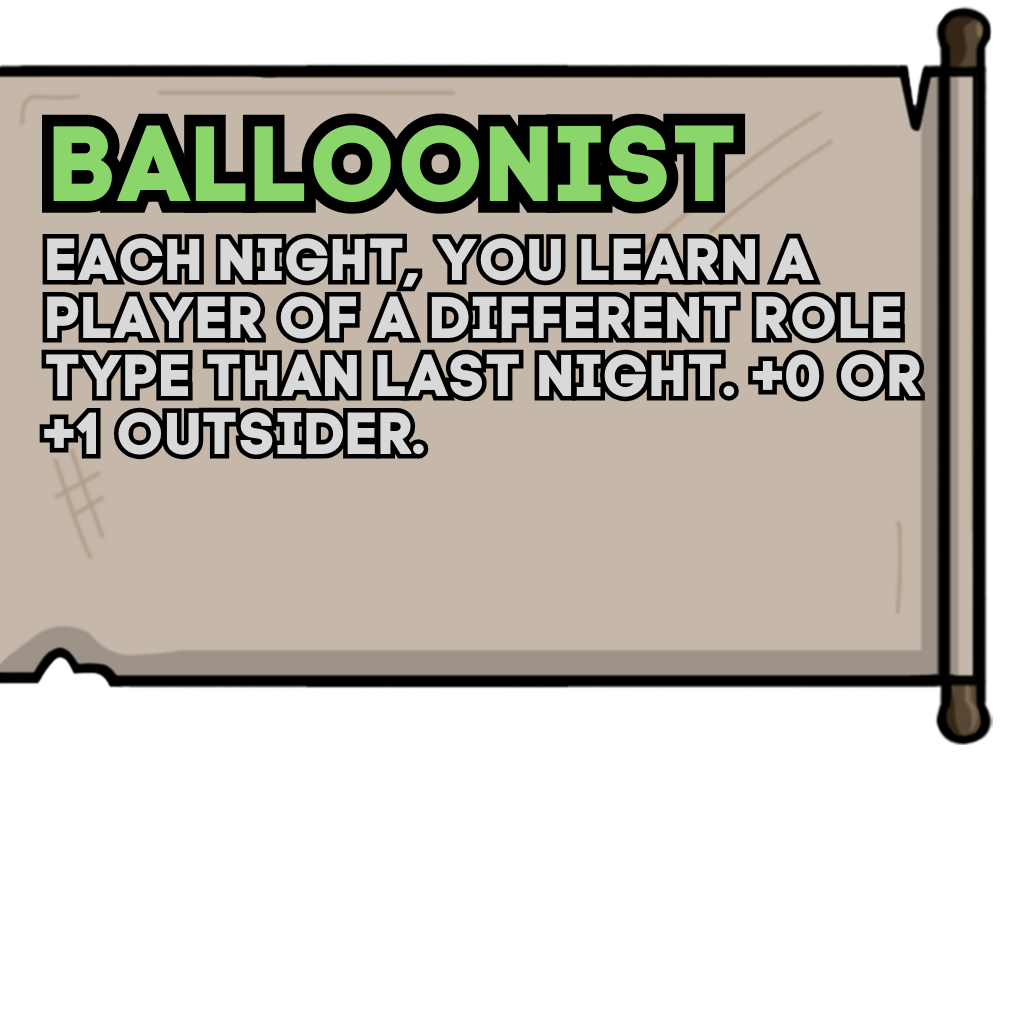 BALLOONIST
EACH NIGHT, YOU LEARN A
PLAYER OF A DIFFERENT ROLE
TYPE THAN LAST NIGHT. +0 OR
+1 OUTSIDER.